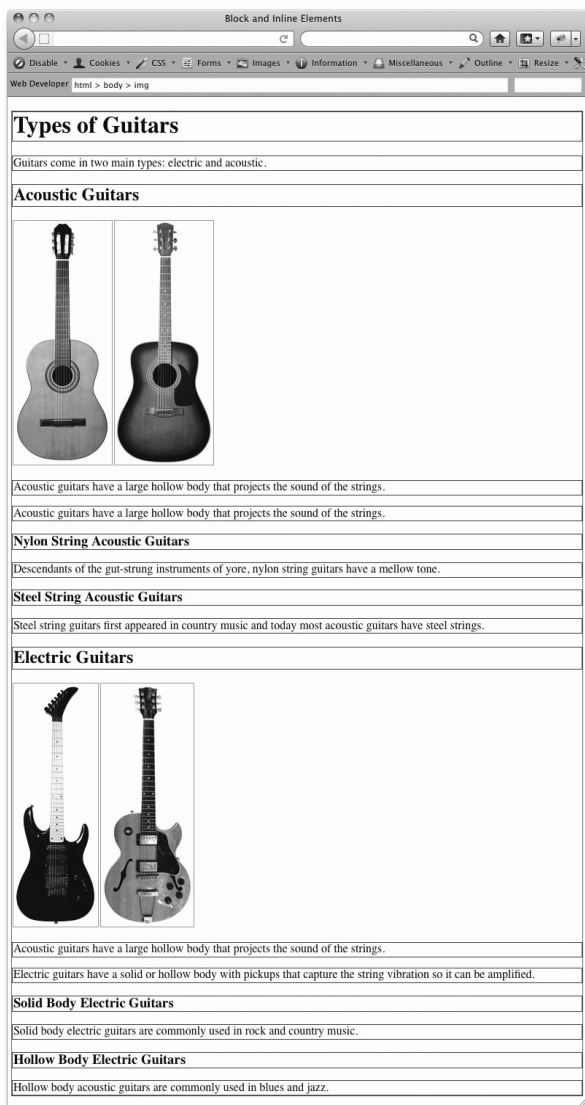 Block and Inline Elements
Disable Cookies CSS Forms Images Information Miscellaneous Outline Resize
Web Developer html > body > img
Types of Guitars
Guitars come in two main types: electric and acoustic.
Acoustic Guitars
Acoustic guitars have a large hollow body that projects the sound of the strings.
Acoustic guitars have a large hollow body that projects the sound of the strings.
Nylon String Acoustic Guitars
Descendants of the gut-strung instruments of yore, nylon string guitars have a mellow tone.
Steel String Acoustic Guitars
Steel string guitars first appeared in country music and today most acoustic guitars have steel strings.
Electric Guitars
Acoustic guitars have a large hollow body that projects the sound of the strings.
Electric guitars have a solid or hollow body with pickups that capture the string vibration so it can be amplified.
Solid Body Electric Guitars
Solid body electric guitars are commonly used in rock and country music.
Hollow Body Electric Guitars
Hollow body acoustic guitars are commonly used in blues and jazz.